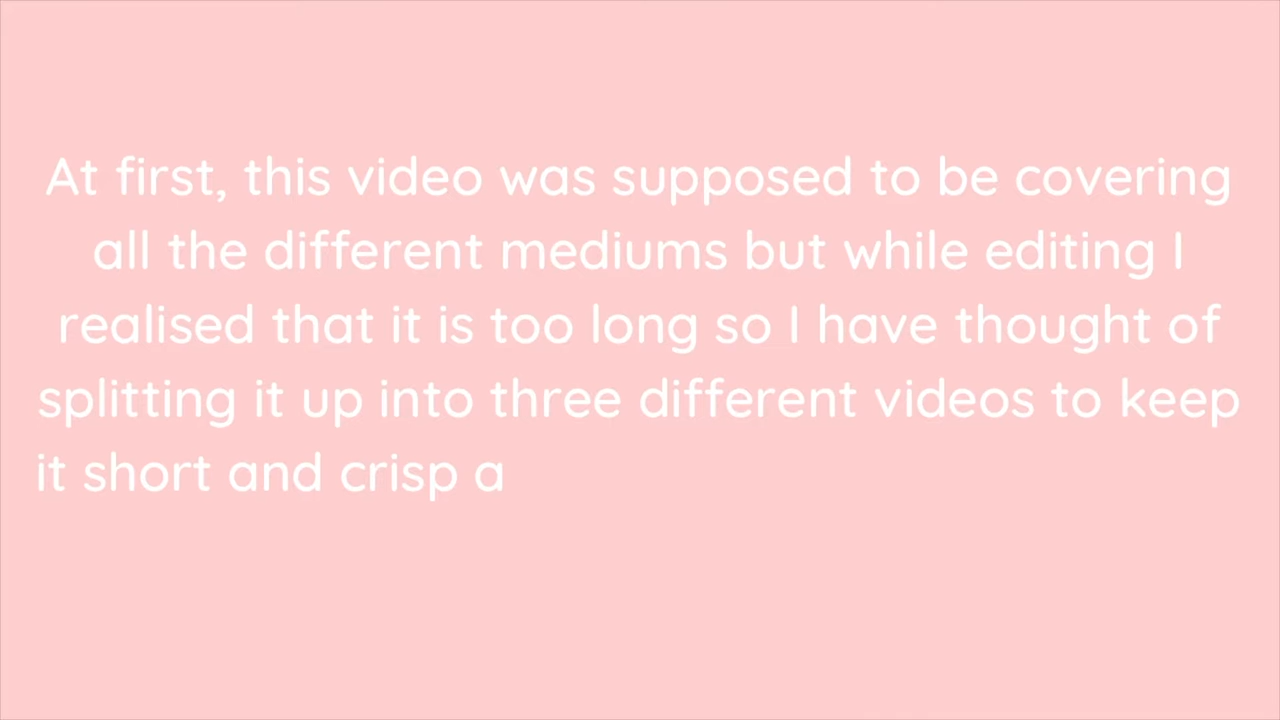 At first, this video was supposed to be covering
all the different mediums but while editing I
realised that it is too long so I have thought of
splitting it up into three different videos to keep
it short and crisp a